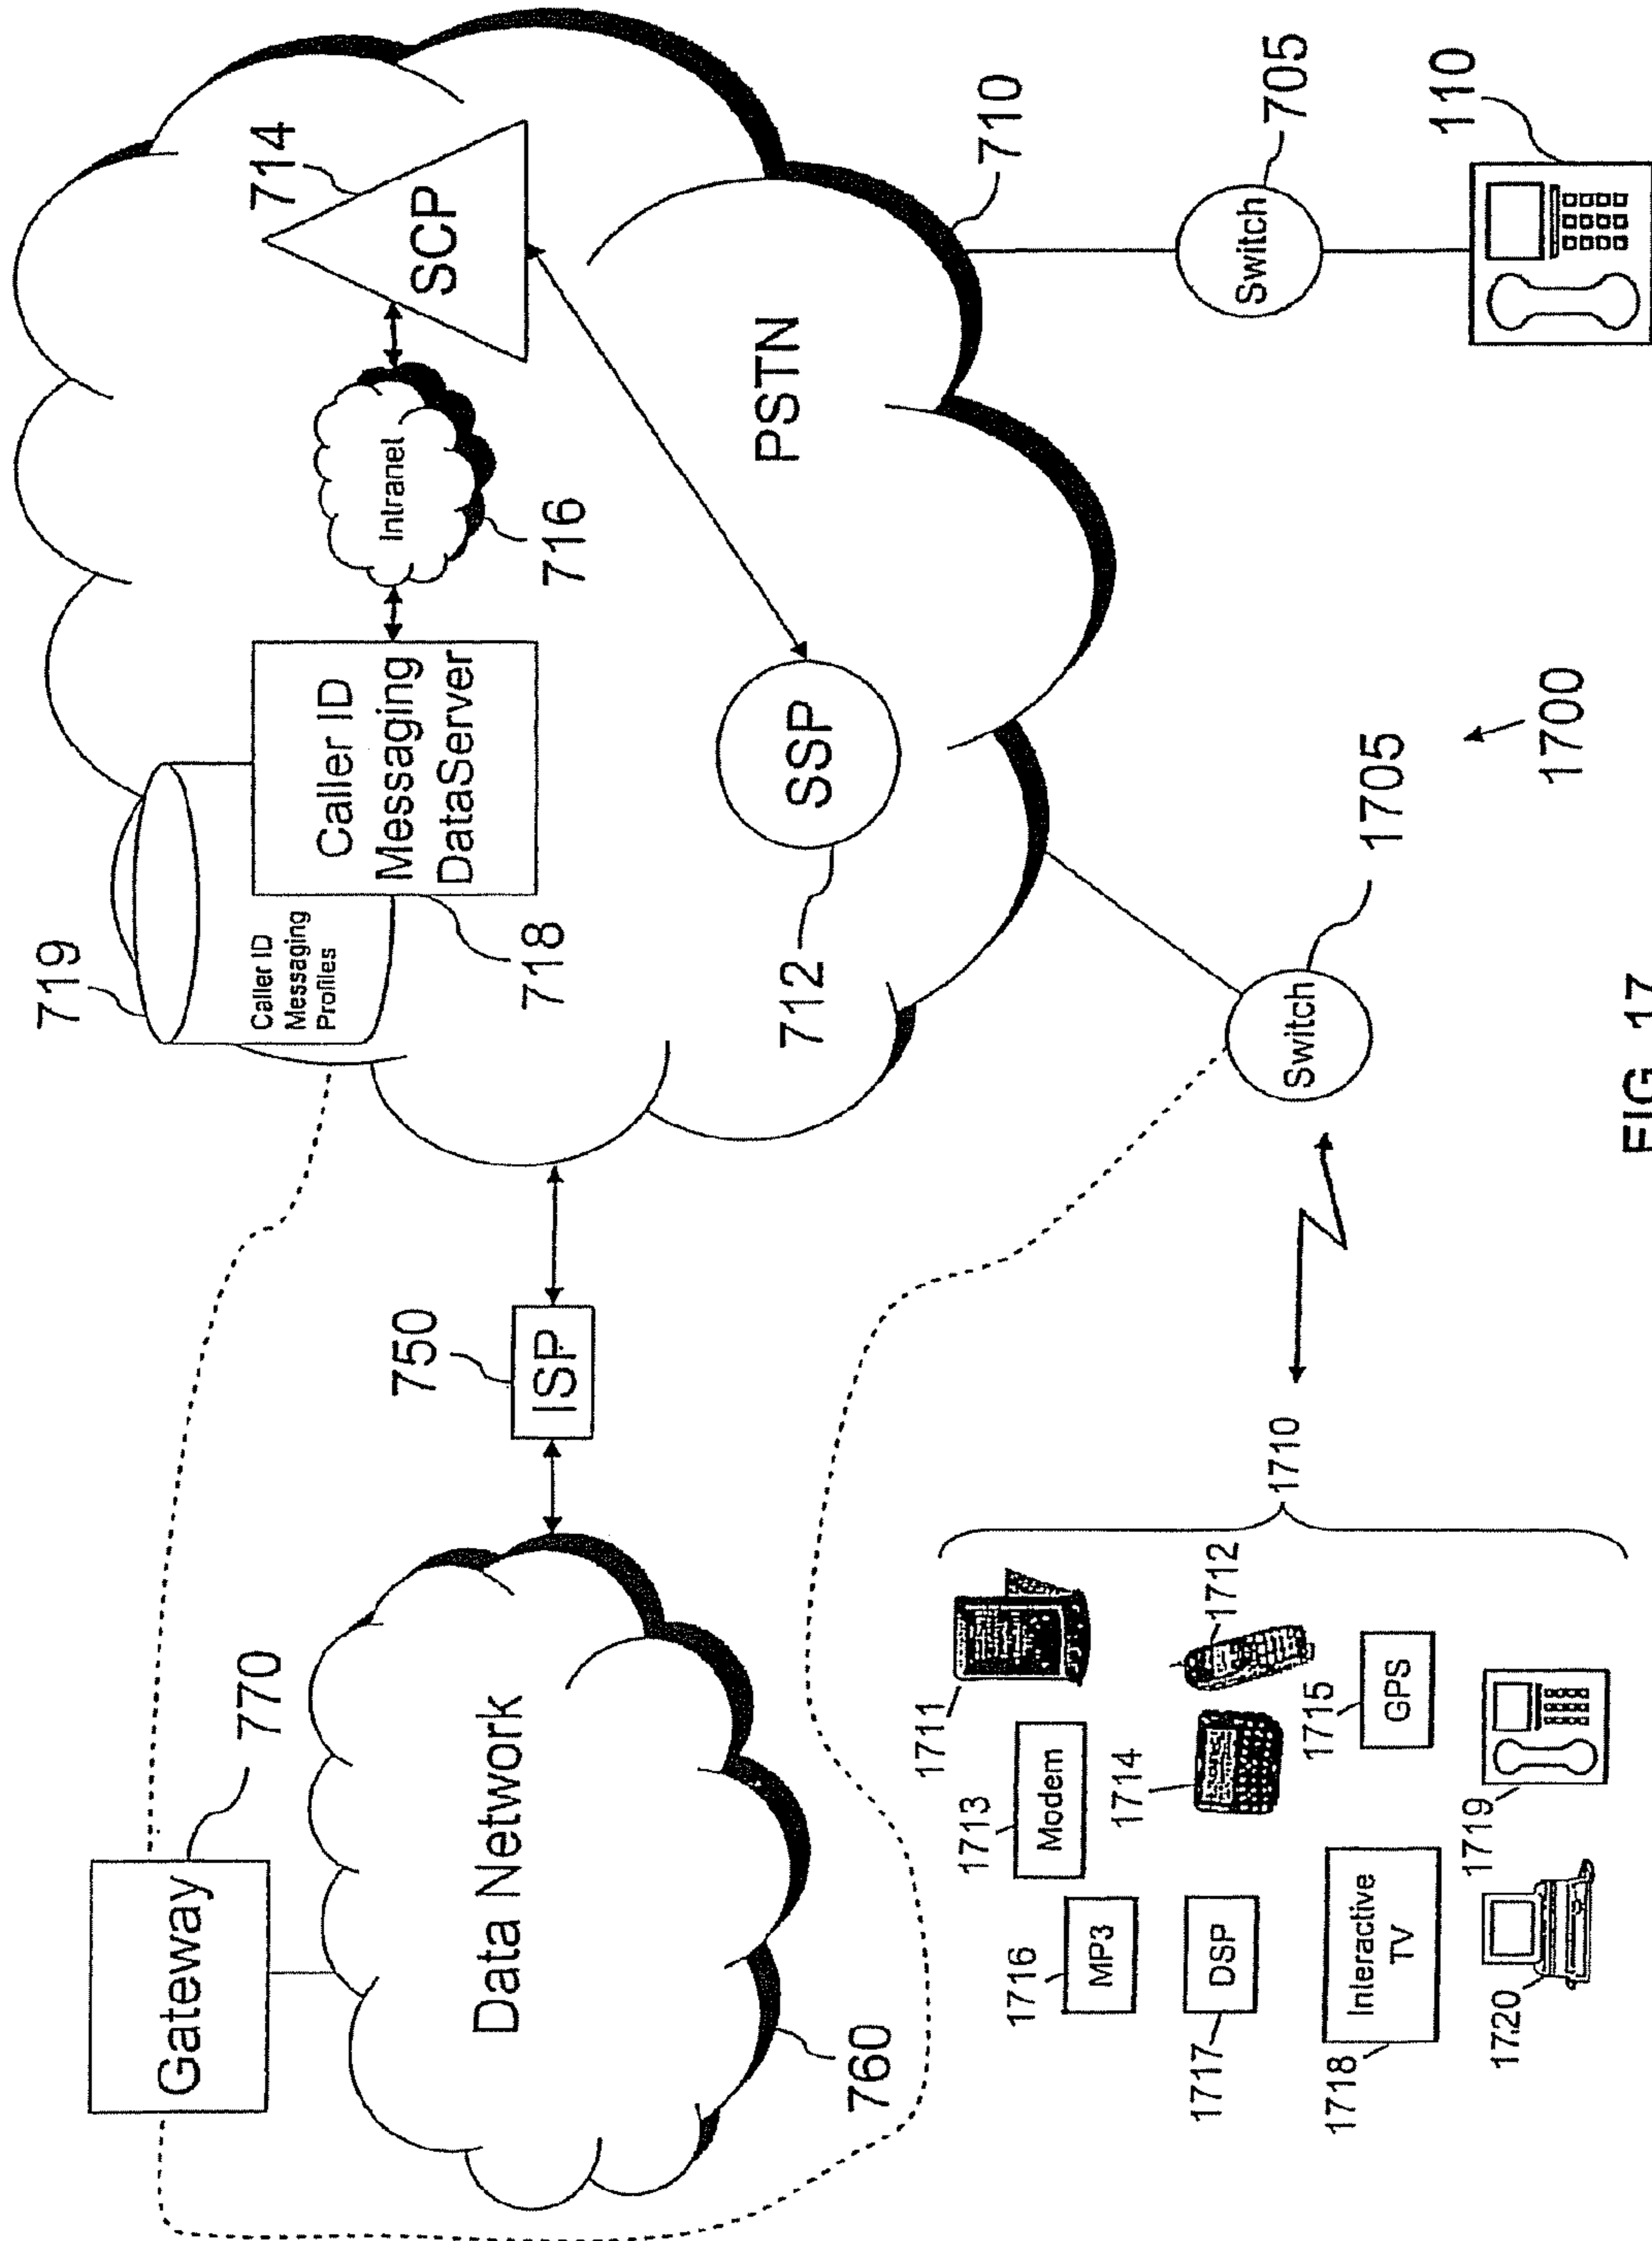 Gateway
770
Data Network
760
750
ISP
719
Caller ID
Messaging
Profiles
Caller ID
Messaging
DataServer
718
Intranet
716
714
SCP
SSP
712
PSTN
710
Switch
705
110
Switch
1705
1700
1710
1711
1712
1713
Modem
1714
1715
GPS
1716
MP3
1717
DSP
1718
Interactive
TV
1719
1720
FIG. 17